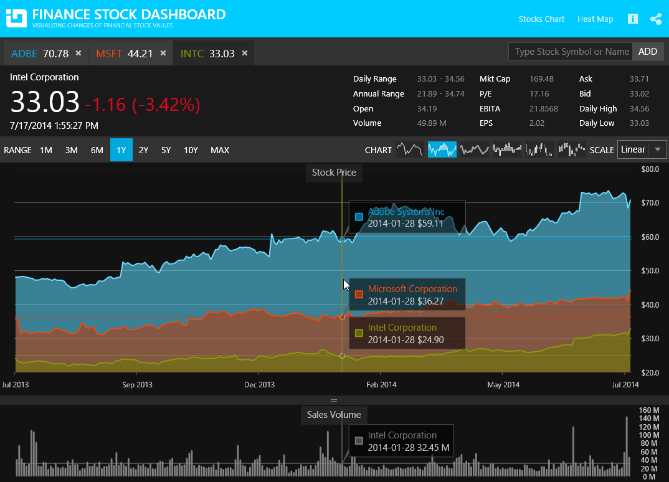 FINANCE STOCK DASHBOARD
VISUALIZING CHANGES OF FINANCIAL STOCK VALUES
Stocks Chart Heat Map
ADBE 70.78 × MSFT 44.21 × INTC 33.03 ×
Type Stock Symbol or Name ADD
Intel Corporation
33.03 -1.16 (-3.42%)
7/17/2014 1:55:27 PM
Daily Range 33.03 - 34.56 Mkt Cap 169.4B Ask 33.71
Annual Range 21.89 - 34.74 P/E 17.16 Bid 33.02
Open 34.19 EBITA 21.856B Daily High 34.56
Volume 49.89 M EPS 2.02 Daily Low 33.03
RANGE 1M 3M 6M 1Y 2Y 5Y 10Y MAX CHART SCALE Linear
Stock Price
$80.0
$70.0
$60.0
$50.0
$40.0
$30.0
$20.0
Adobe Systems Inc
2014-01-28 $59.11
Microsoft Corporation
2014-01-28 $36.27
Intel Corporation
2014-01-28 $24.90
Jul 2013 Sep 2013 Dec 2013 Feb 2014 May 2014 Jul 2014
Sales Volume
160 M
140 M
120 M
100 M
80 M
60 M
40 M
20 M
0 M
Intel Corporation
2014-01-28 32.45 M